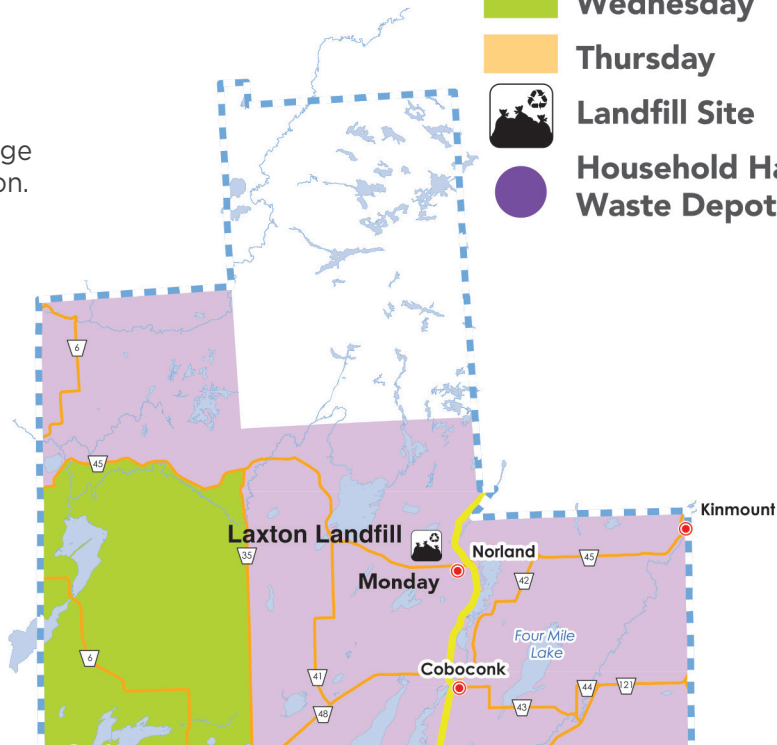 Wednesday
Thursday
Landfill Site
Household Ha
Waste Depot
ge
on.
6
45
Kinmount
Laxton Landfill
Norland
35
45
Monday
42
Four Mile
Lake
6
Coboconk
41
44
121
43
48